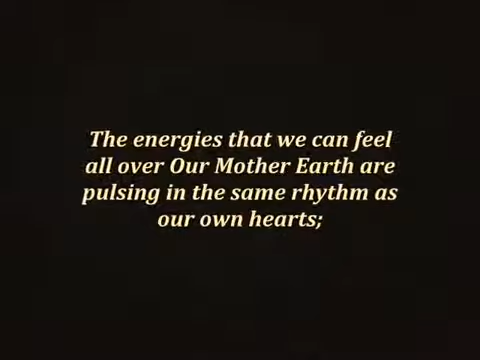 The energies that we can feel
all over Our Mother Earth are
pulsing in the same rhythm as
our own hearts;